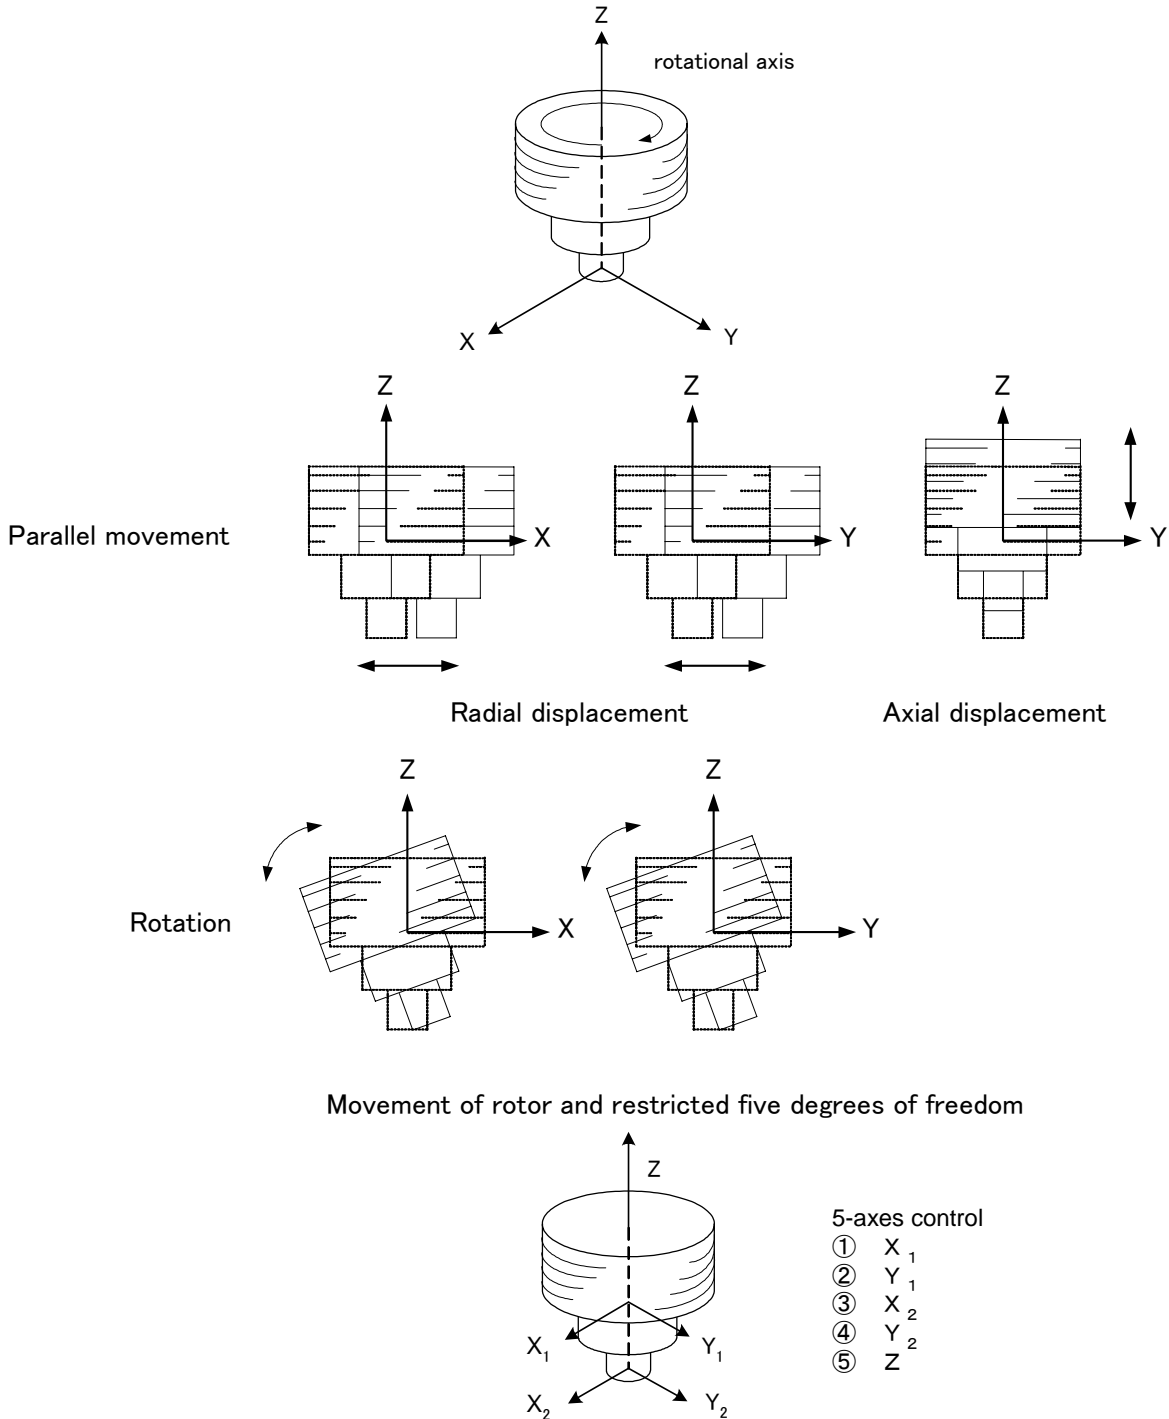 Z
rotational axis
X
Y
Z
Z
Z
Parallel movement
X
Y
Y
Radial displacement
Axial displacement
Z
Z
Rotation
X
Y
Movement of rotor and restricted five degrees of freedom
Z
5-axes control
① X₁
② Y₁
③ X₂
④ Y₂
⑤ Z
X₁
Y₁
X₂
Y₂